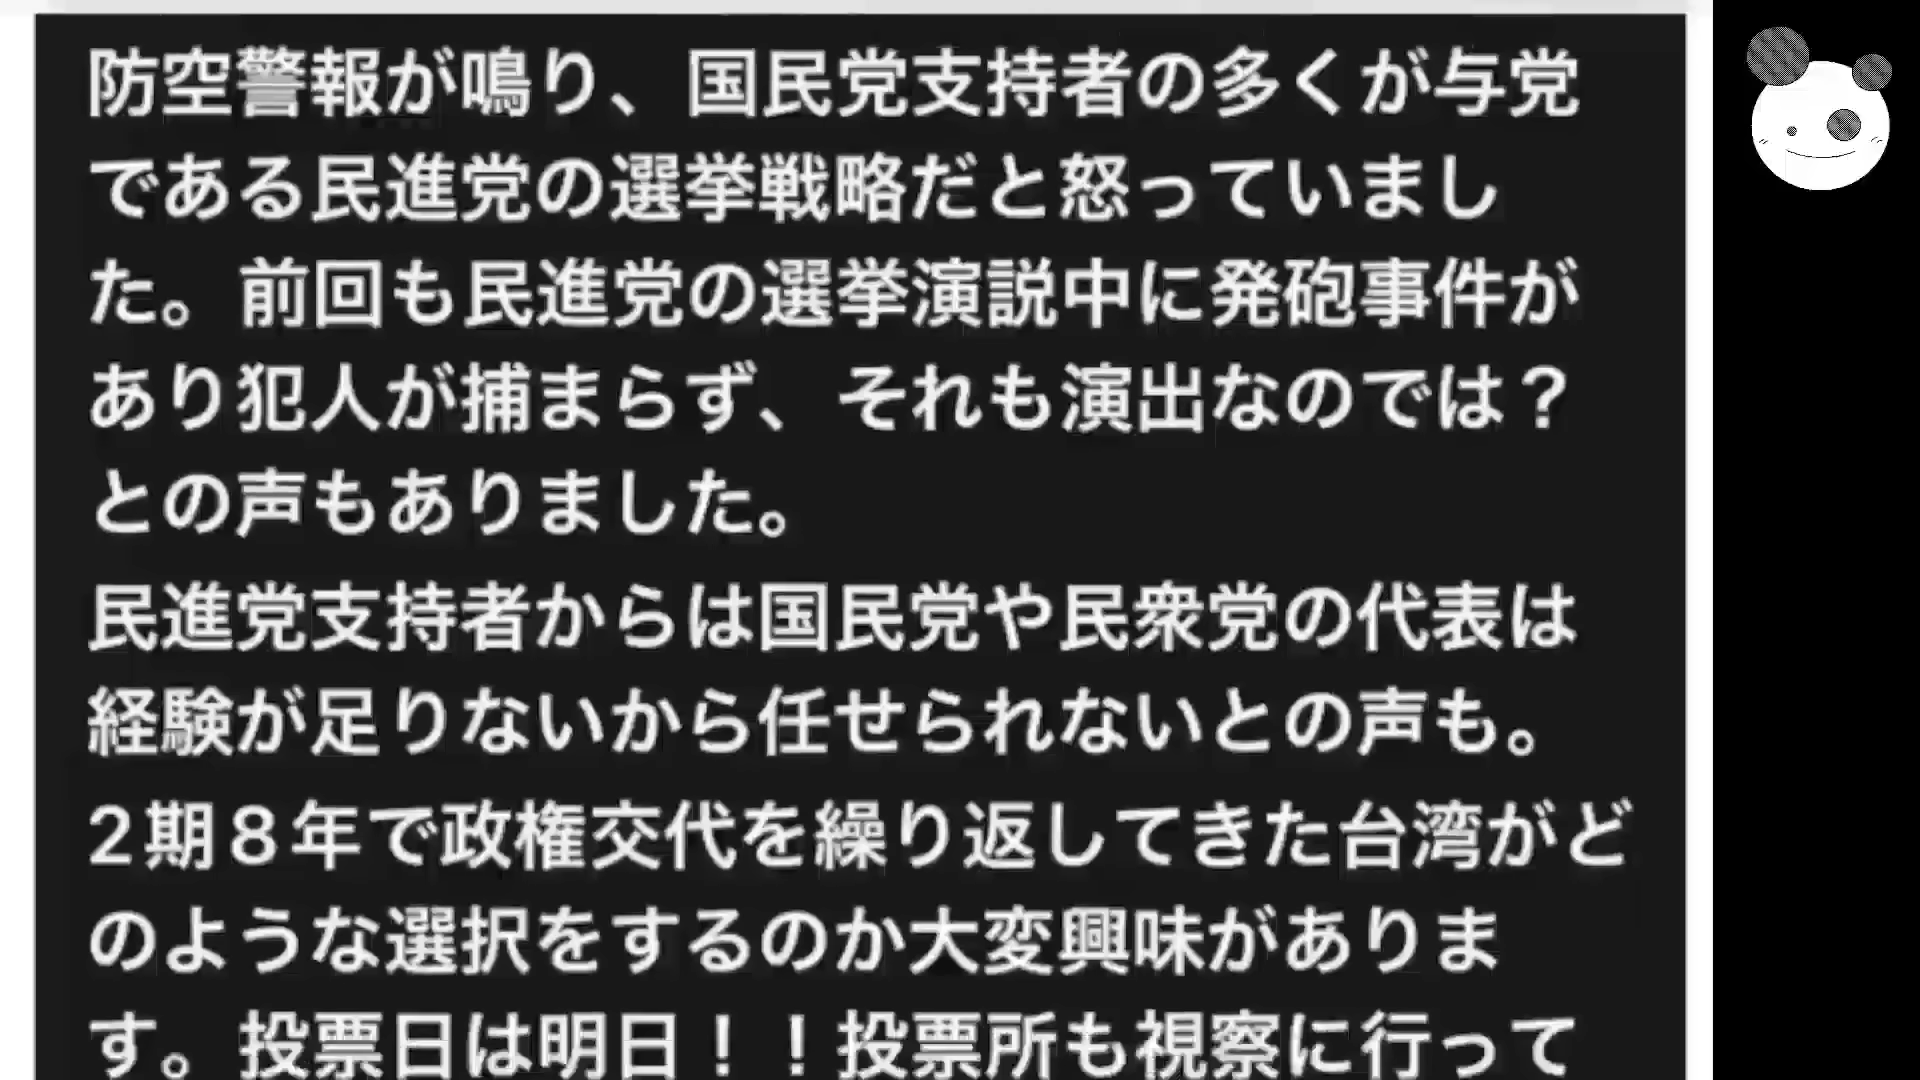 防空警報が鳴り、国民党支持者の多くが与党
である民進党の選挙戦略だと怒っていまし
た。前回も民進党の選挙演説中に発砲事件が
あり犯人が捕まらず、それも演出なのでは？
との声もありました。
民進党支持者からは国民党や民衆党の代表は
経験が足りないから任せられないとの声も。
２期８年で政権交代を繰り返してきた台湾がど
のような選択をするのか大変興味がありま
す。投票日は明日！！投票所も視察に行って